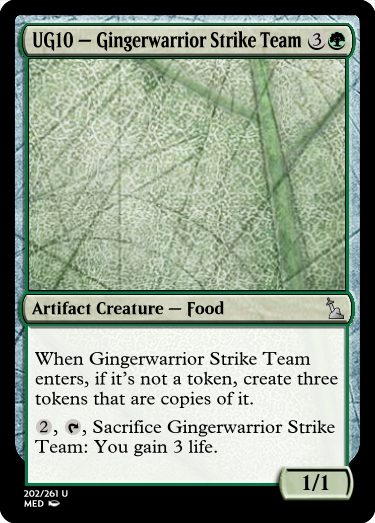 UG10 — Gingerwarrior Strike Team 3
Artifact Creature — Food
When Gingerwarrior Strike Team
enters, if it's not a token, create three
tokens that are copies of it.
2, , Sacrifice Gingerwarrior Strike
Team: You gain 3 life.
1/1
202/261 U
MED